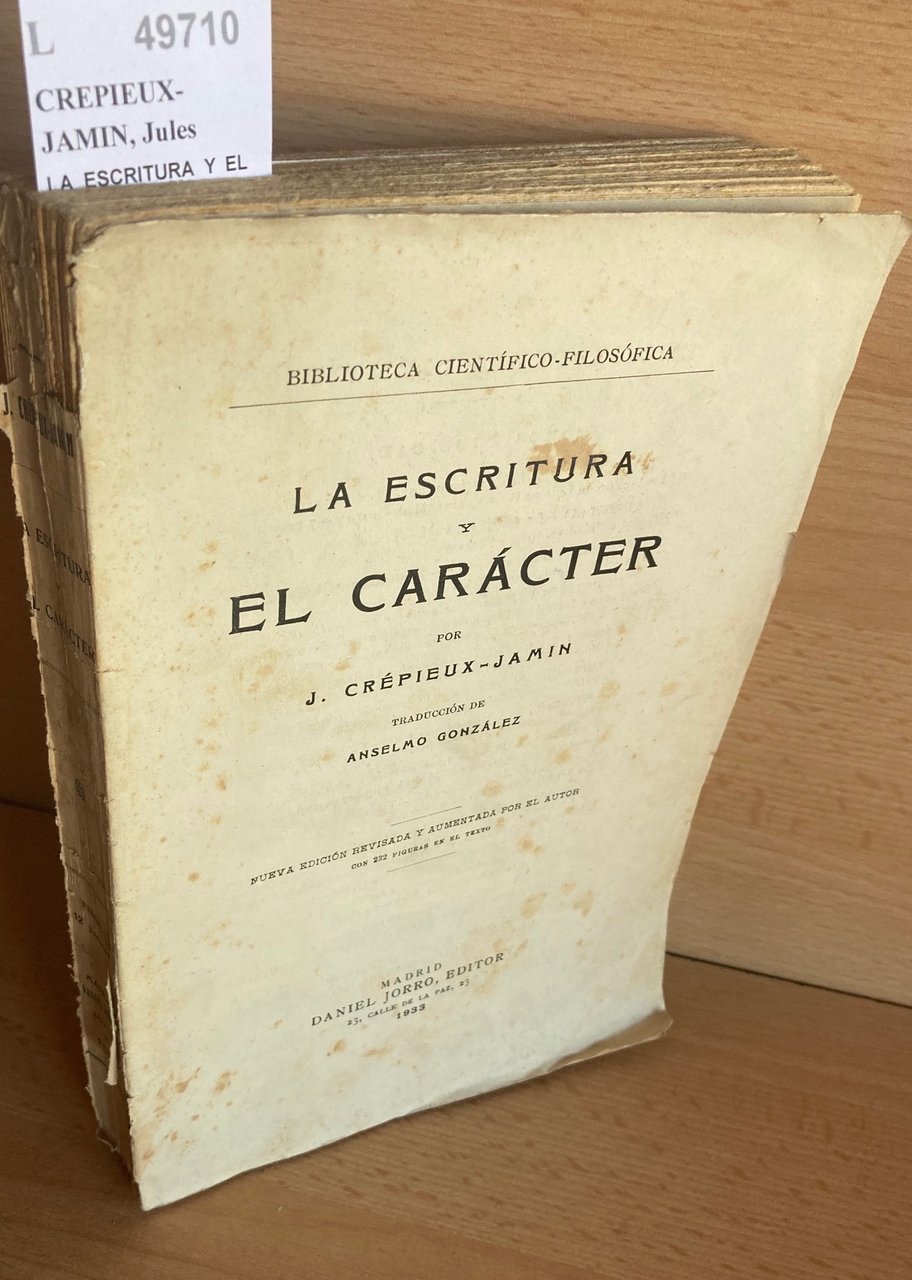 L 49710
CREPIEUX-
JAMIN, Jules
LA ESCRITURA Y EL
BIBLIOTECA CIENTÍFICO-FILOSÓFICA
LA ESCRITURA
Y
EL CARÁCTER
POR
J. CRÉPIEUX-JAMIN
TRADUCCIÓN DE
ANSELMO GONZÁLEZ
NUEVA EDICIÓN REVISADA Y AUMENTADA POR EL AUTOR
CON 232 FIGURAS EN EL TEXTO
MADRID
DANIEL JORRO, EDITOR
23, CALLE DE LA PAZ, 23
1933
EL CARÁCTER